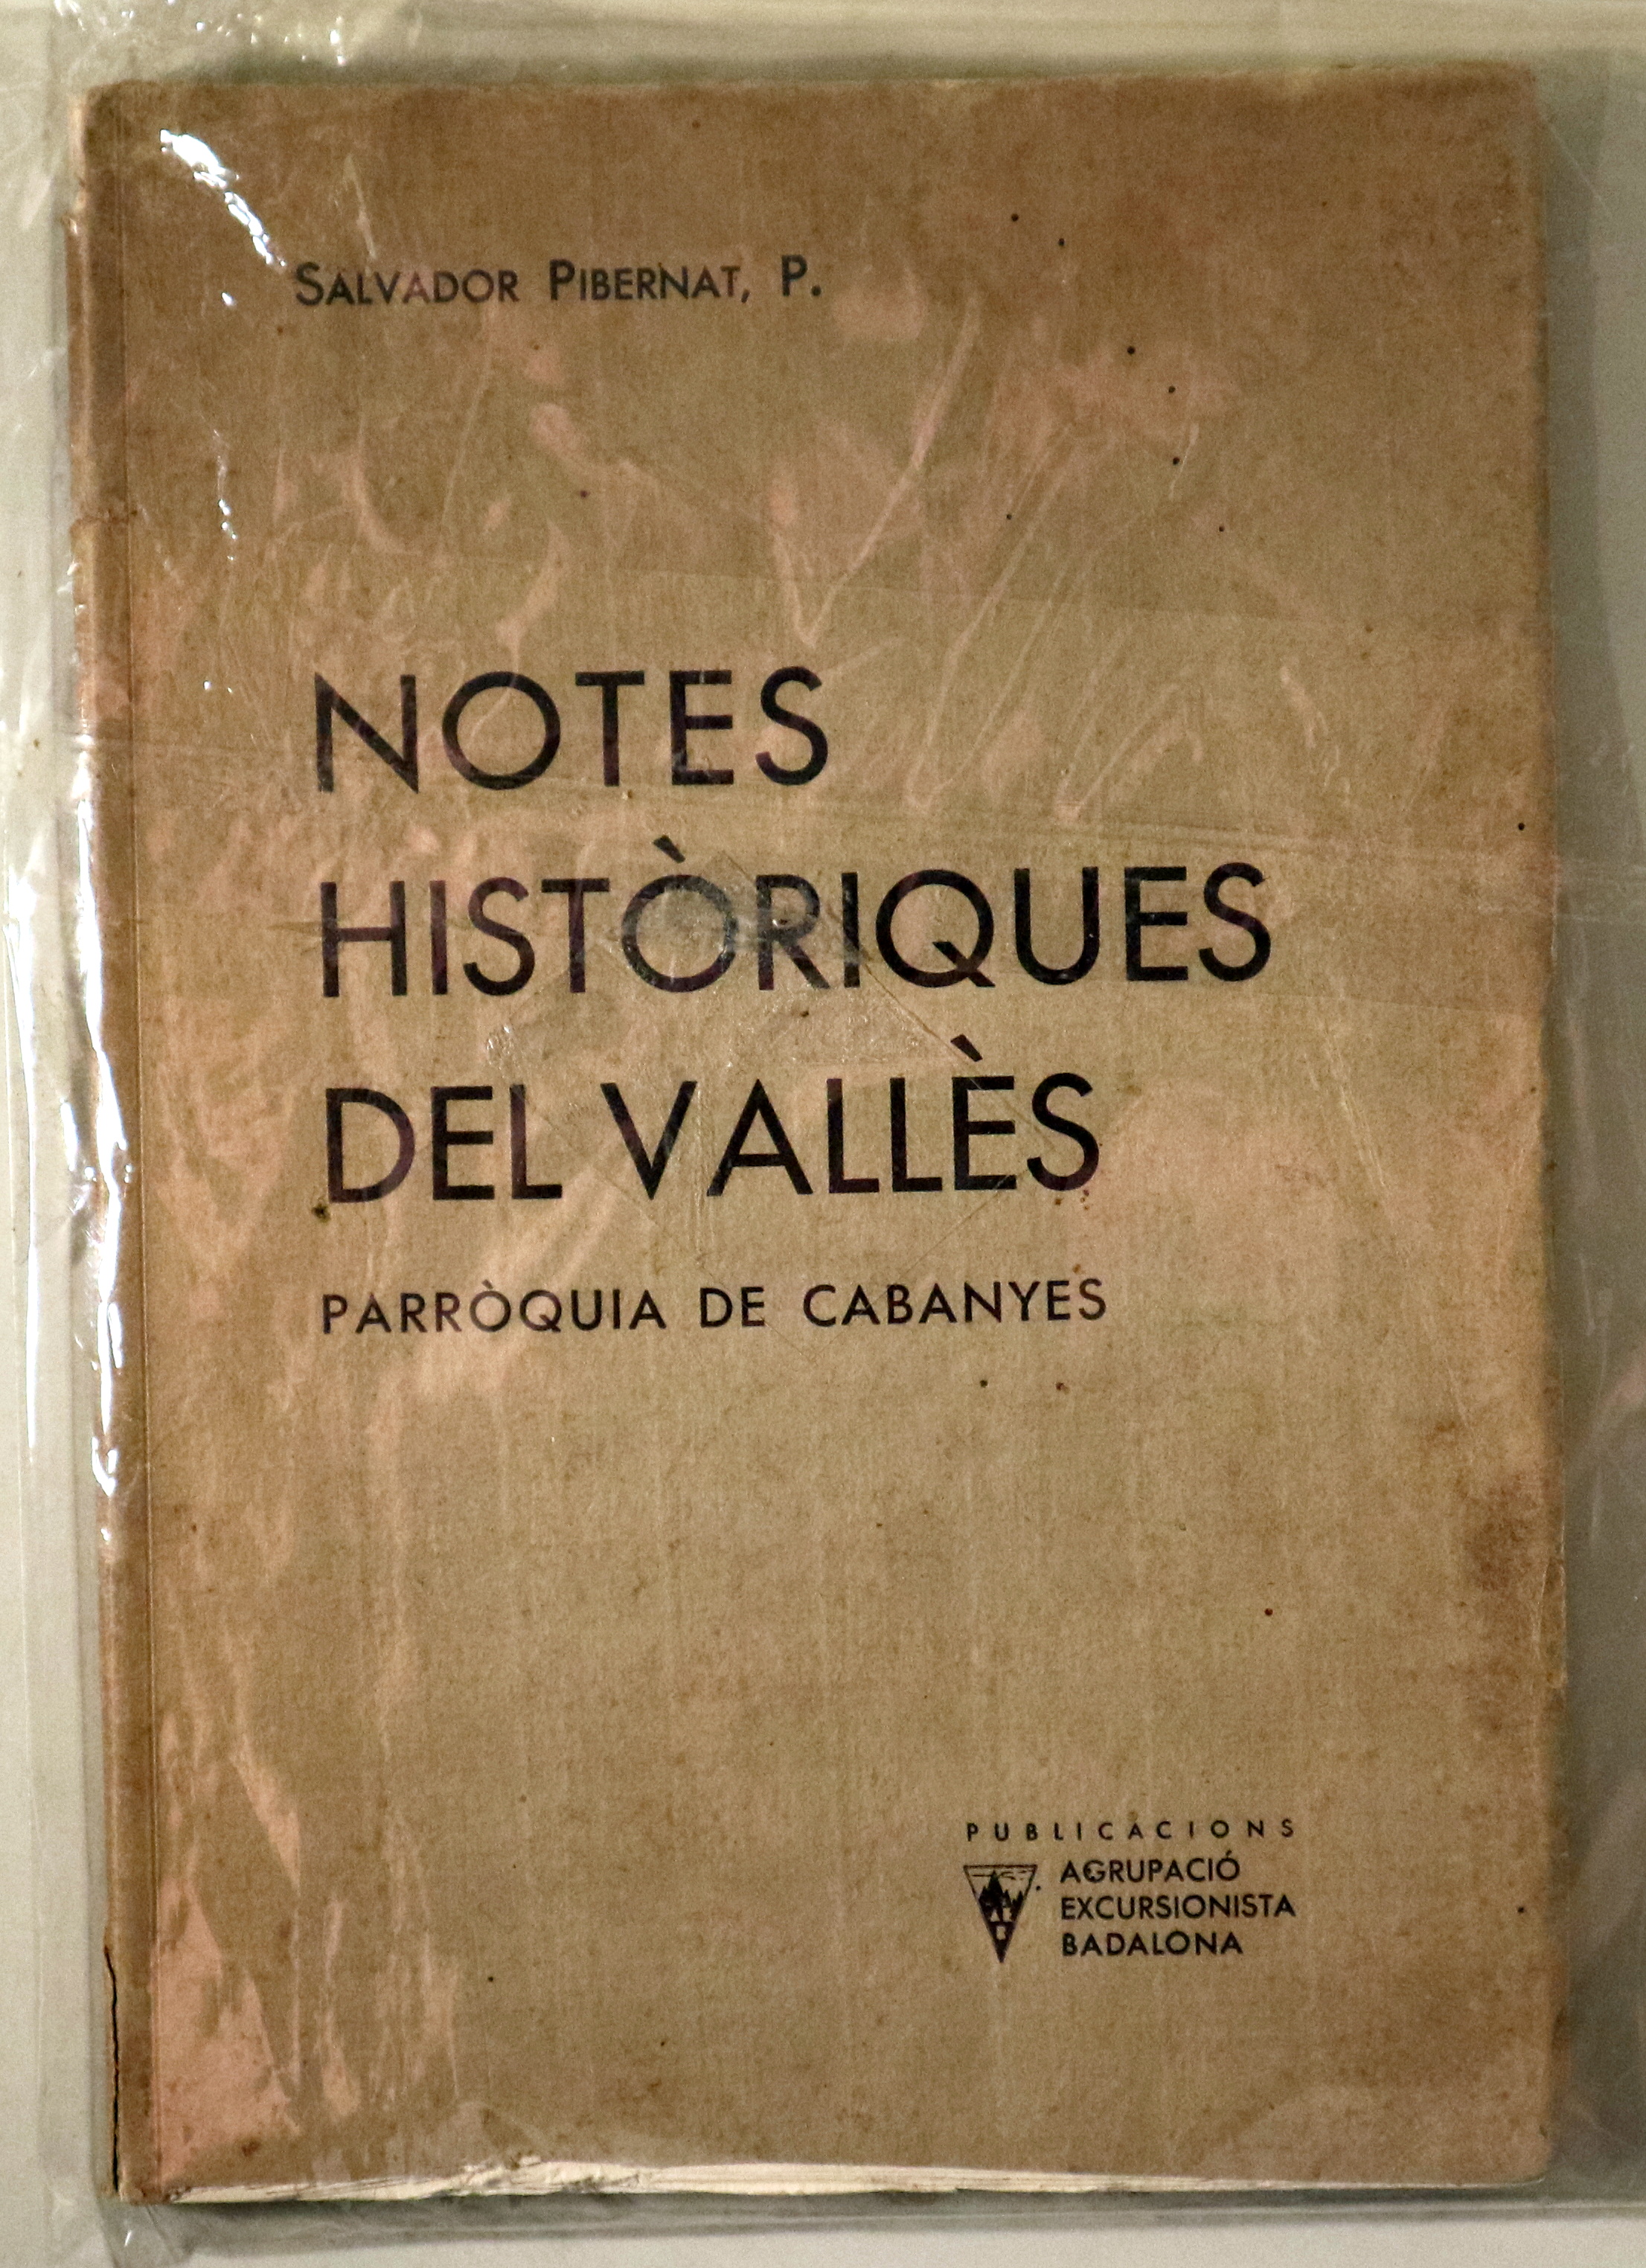 SALVADOR PIBERNAT, P.
NOTES
HISTÒRIQUES
DEL VALLÈS
PARRÒQUIA DE CABANYES
PUBLICACIONS
AGRUPACIÓ
EXCURSIONISTA
BADALONA